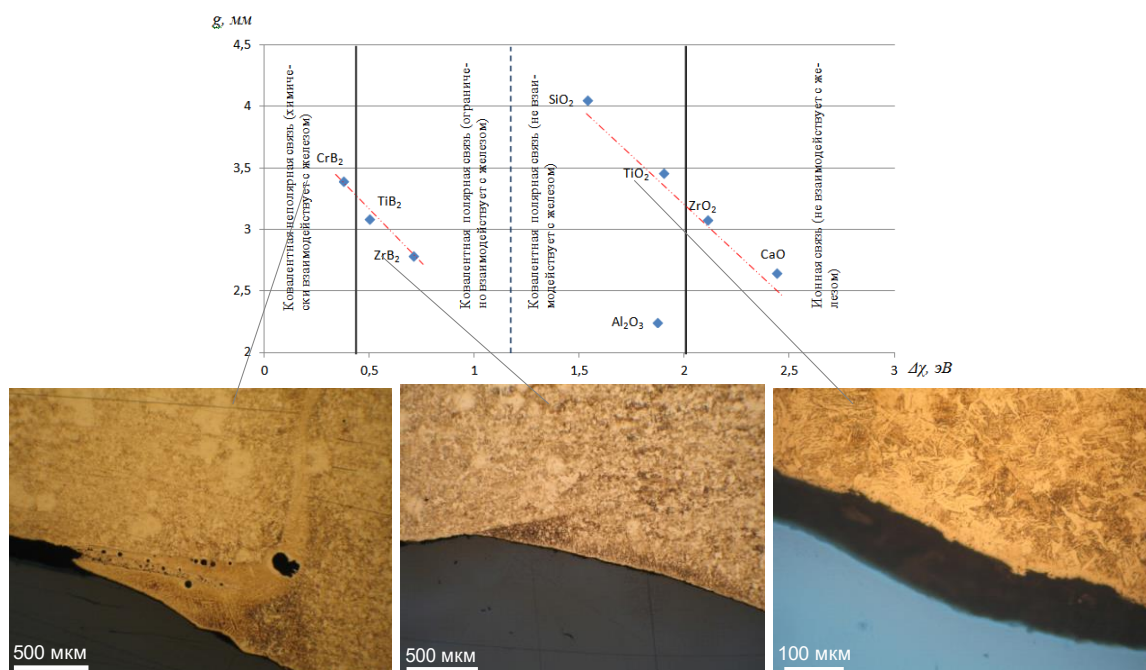 g, мм
4,5
4
3,5
3
2,5
2
0
0,5
1
1,5
2
2,5
3
Δχ, эВ
Ковалентная неполярная связь (химиче-
ски взаимодействует с железом)
Ковалентная полярная связь (ограниче-
но взаимодействует с железом)
Ковалентная полярная связь (не взаи-
модействует с железом)
Ионная связь (не взаимодействует с же-
лезом)
CrB₂
TiB₂
ZrB₂
SiO₂
TiO₂
ZrO₂
CaO
Al₂O₃
500 мкм
500 мкм
100 мкм